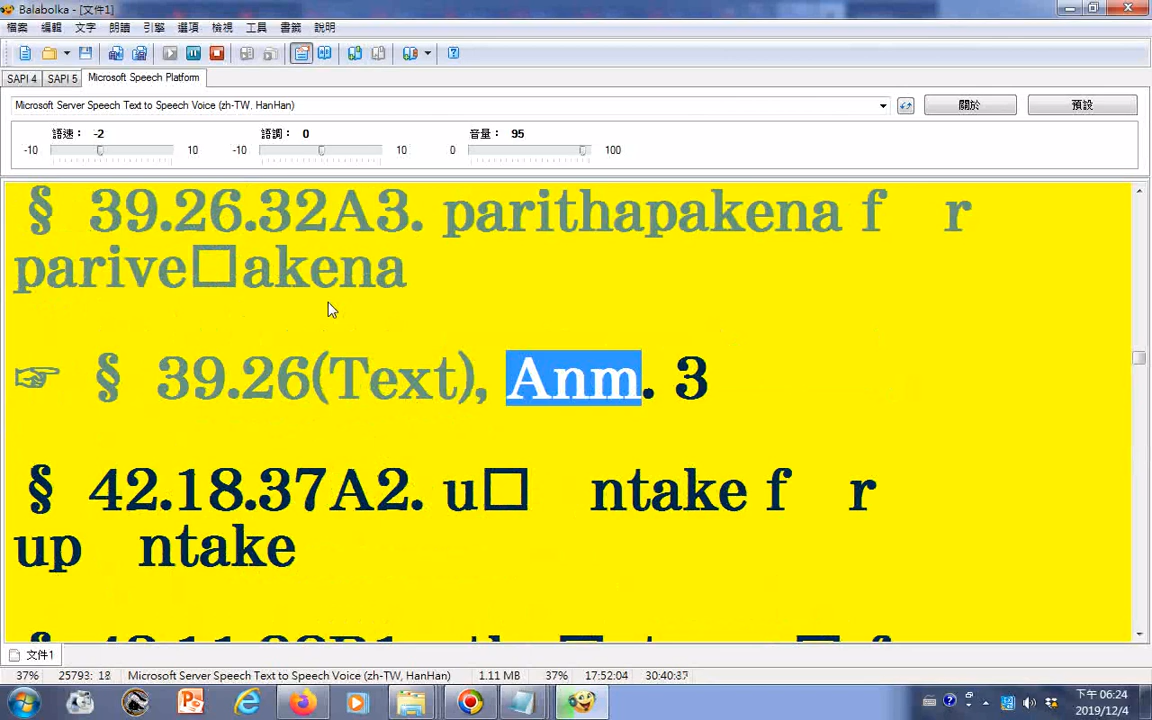 Balabolka - [文件1]
檔案 編輯 文字 朗讀 引擎 選項 檢視 工具 書籤 說明
SAPI 4 SAPI 5 Microsoft Speech Platform
Microsoft Server Speech Text to Speech Voice (zh-TW, HanHan) 關於 預設
語速： -2 語調： 0 音量： 95
-10 10 -10 10 0 100
§ 39.26.32A3. parithapakena f r
parive□akena
☞ § 39.26(Text), Anm. 3
§ 42.18.37A2. u□ ntake f r
up ntake
文件1
37% 25793: 18 Microsoft Server Speech Text to Speech Voice (zh-TW, HanHan) 1.11 MB 37% 17:52:04 30:40:37
下午 06:24
2019/12/4